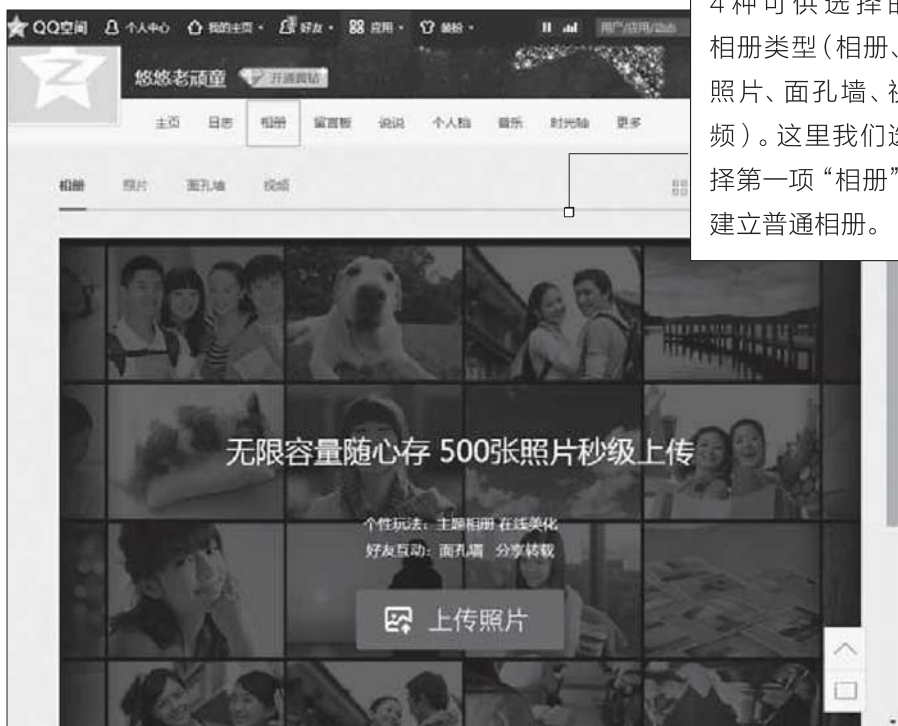 4种可供选择的
相册类型(相册、
照片、面孔墙、视
频)。这里我们选
择第一项“相册”
建立普通相册。
QQ空间 个人中心 我的主页 好友 应用 装扮 用户/应用/动态
悠悠老顽童 开通黄钻
主页 日志 相册 留言板 说说 个人档 音乐 时光轴 更多
相册 照片 面孔墙 视频
无限容量随心存 500张照片秒级上传
个性玩法：主题相册 在线美化
好友互动：面孔墙 分享转载
上传照片